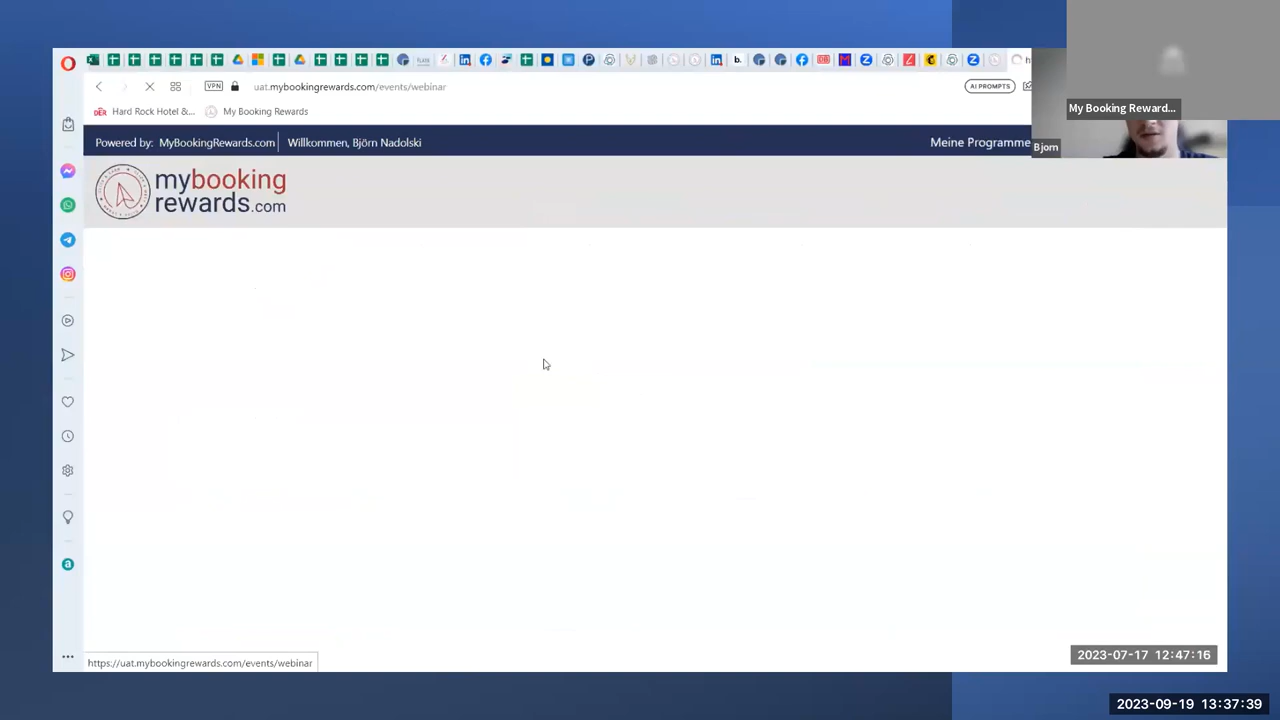 VPN
uat.mybookingrewards.com/events/webinar
AI PROMPTS
DER
Hard Rock Hotel &...
My Booking Rewards
Powered by: MyBookingRewards.com
Willkommen, Björn Nadolski
Meine Programme
My Booking Reward...
Bjorn
mybooking
rewards.com
https://uat.mybookingrewards.com/events/webinar
2023-07-17 12:47:16
2023-09-19 13:37:39